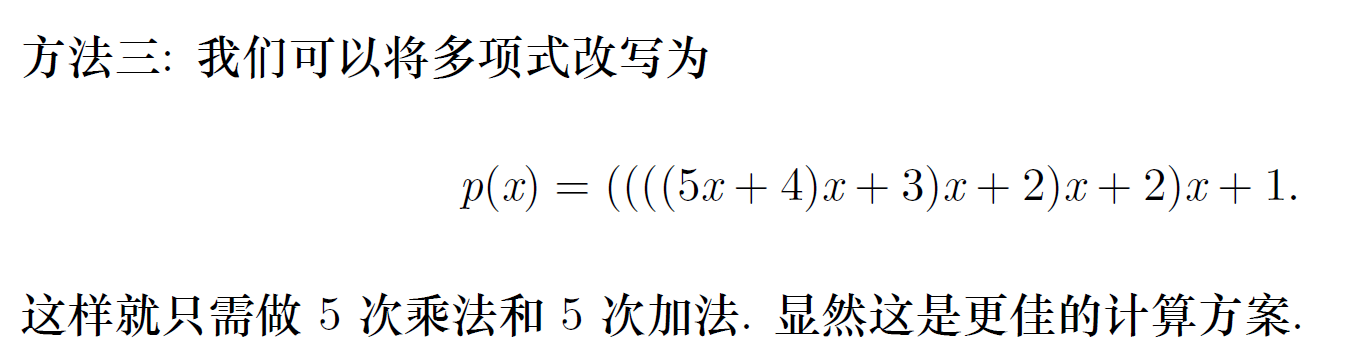 方法三: 我们可以将多项式改写为
p(x) = ((((5x + 4)x + 3)x + 2)x + 2)x + 1.
这样就只需做 5 次乘法和 5 次加法. 显然这是更佳的计算方案.